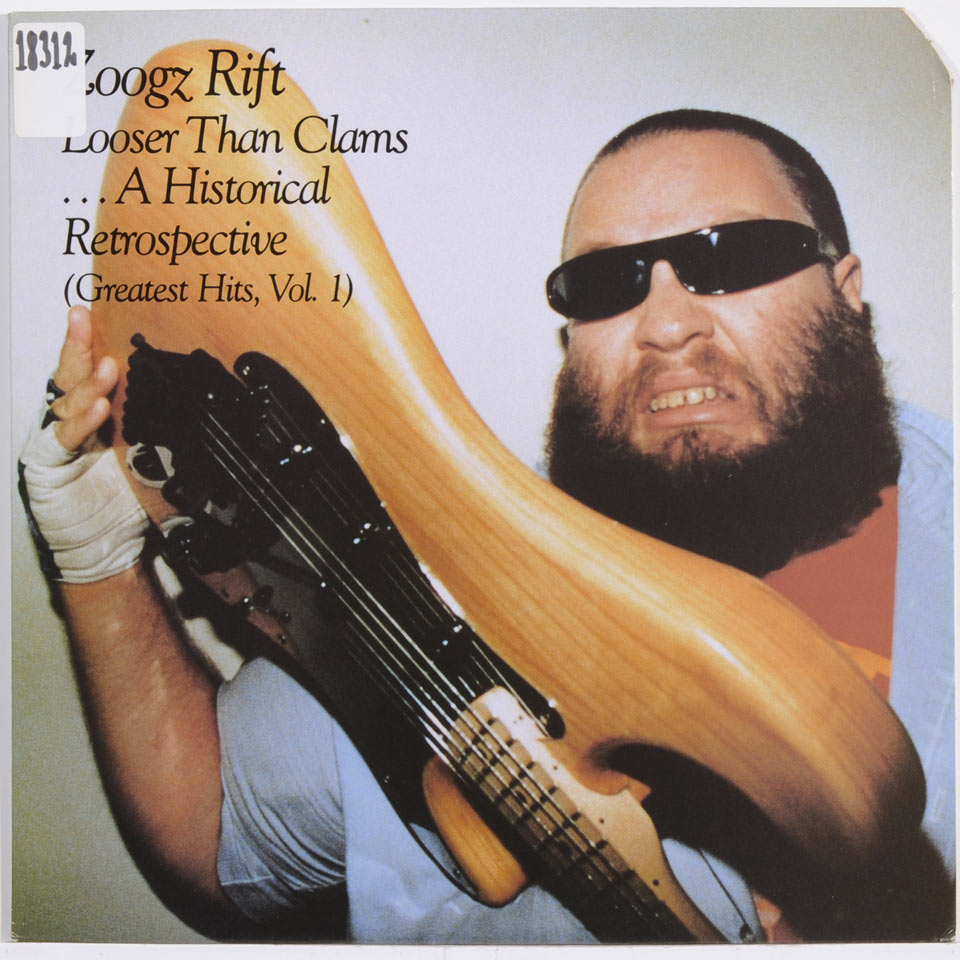 18312
Zoogz Rift
Looser Than Clams
...A Historical
Retrospective
(Greatest Hits, Vol. 1)